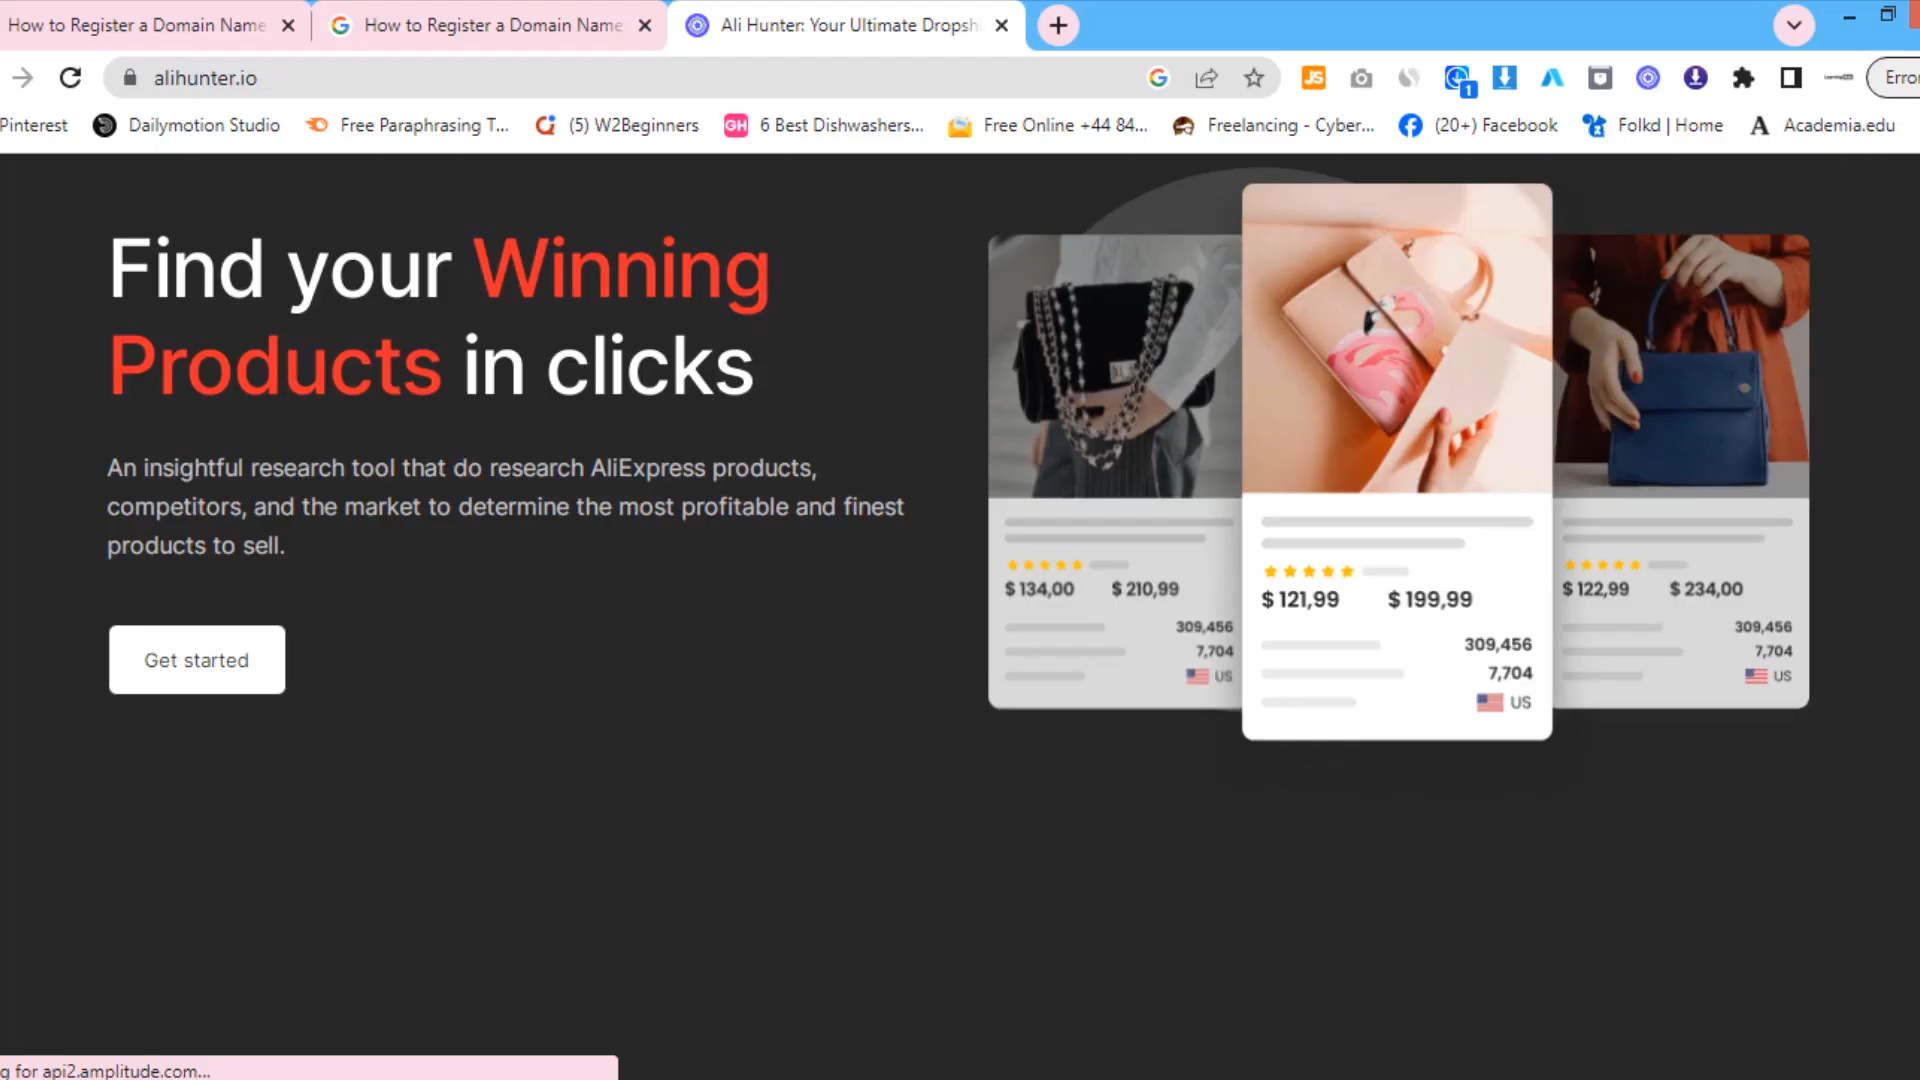 How to Register a Domain Name
How to Register a Domain Name
Ali Hunter: Your Ultimate Dropsh
alihunter.io
JS
1
Erro
Pinterest
Dailymotion Studio
Free Paraphrasing T...
(5) W2Beginners
GH
6 Best Dishwashers...
Free Online +44 84...
Freelancing - Cyber...
(20+) Facebook
Folkd | Home
A
Academia.edu
Find your Winning
Products in clicks
An insightful research tool that do research AliExpress products,
competitors, and the market to determine the most profitable and finest
products to sell.
Get started
$ 134,00 $ 210,99
309,456
7,704
US
$ 121,99 $ 199,99
309,456
7,704
US
$ 122,99 $ 234,00
309,456
7,704
US
g for api2.amplitude.com...